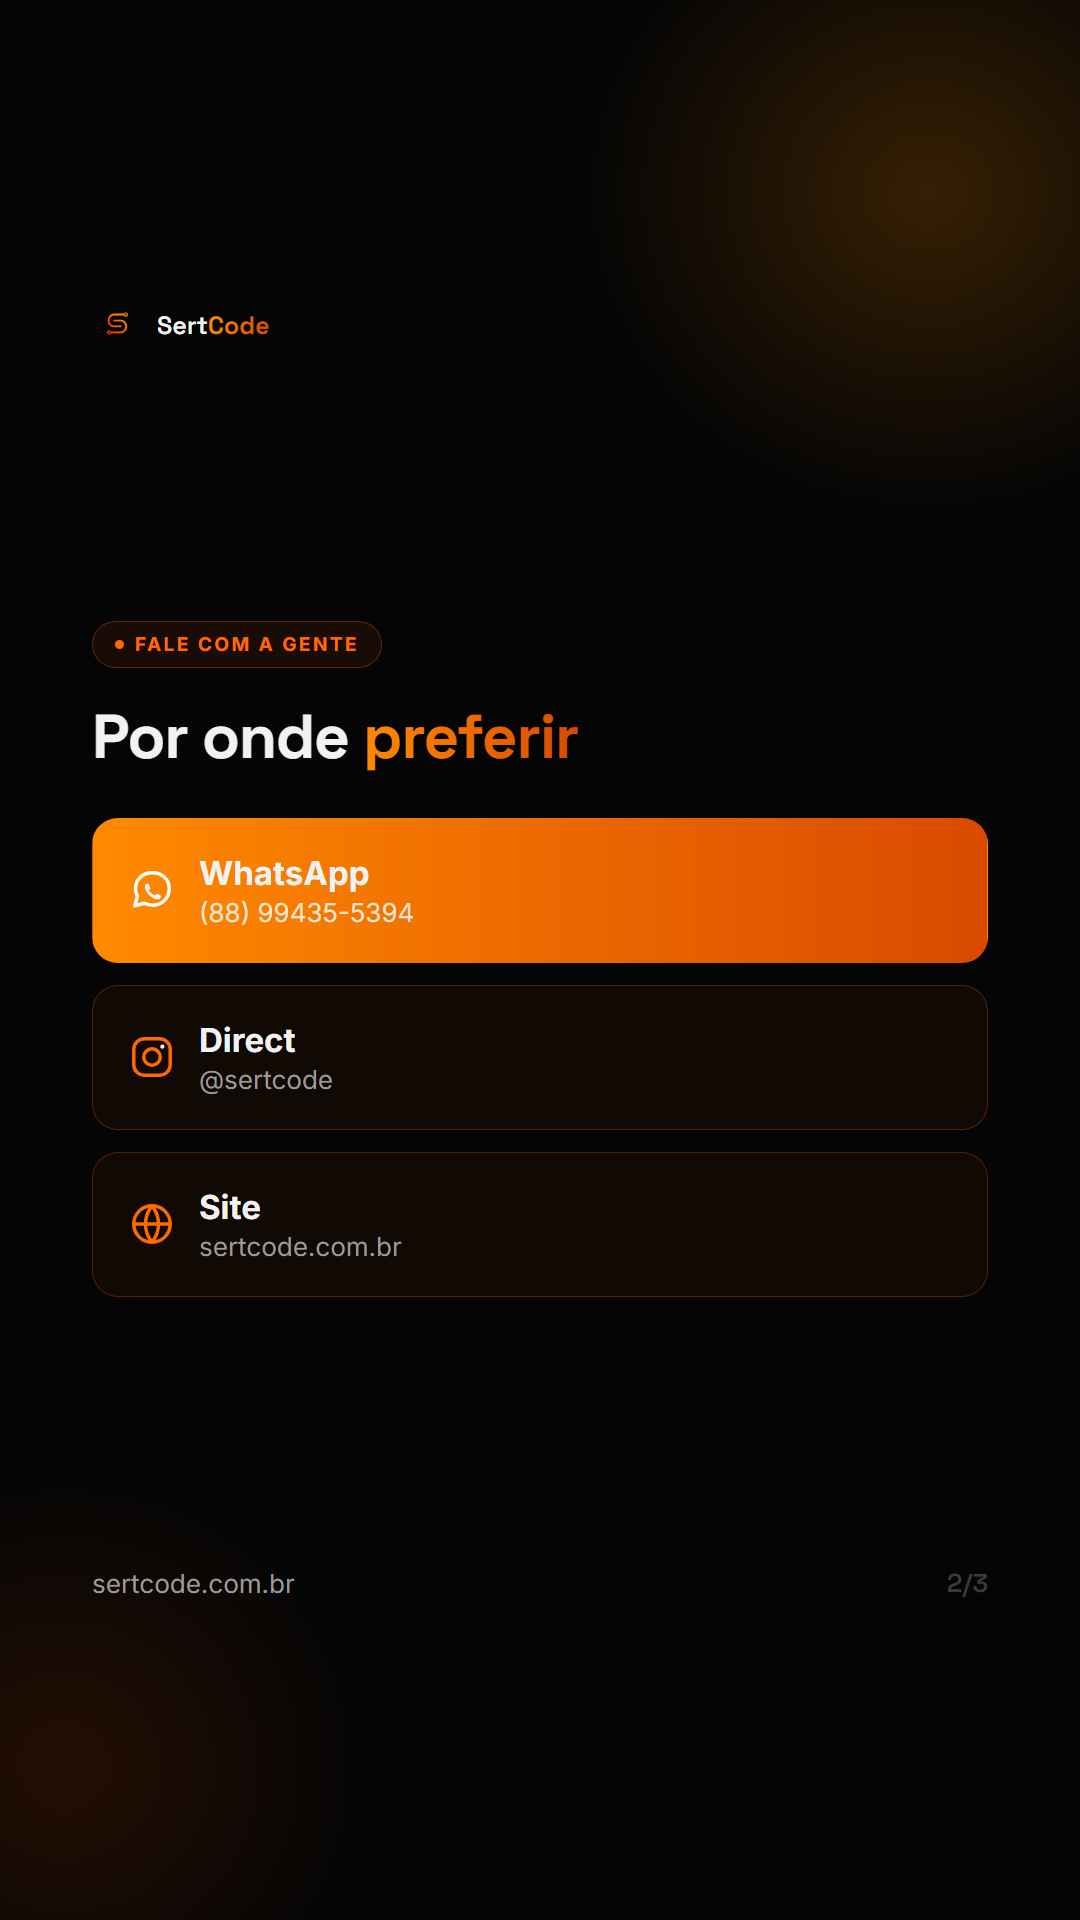 SertCode
FALE COM A GENTE
Por onde preferir
WhatsApp
(88) 99435-5394
Direct
@sertcode
Site
sertcode.com.br
sertcode.com.br
2/3